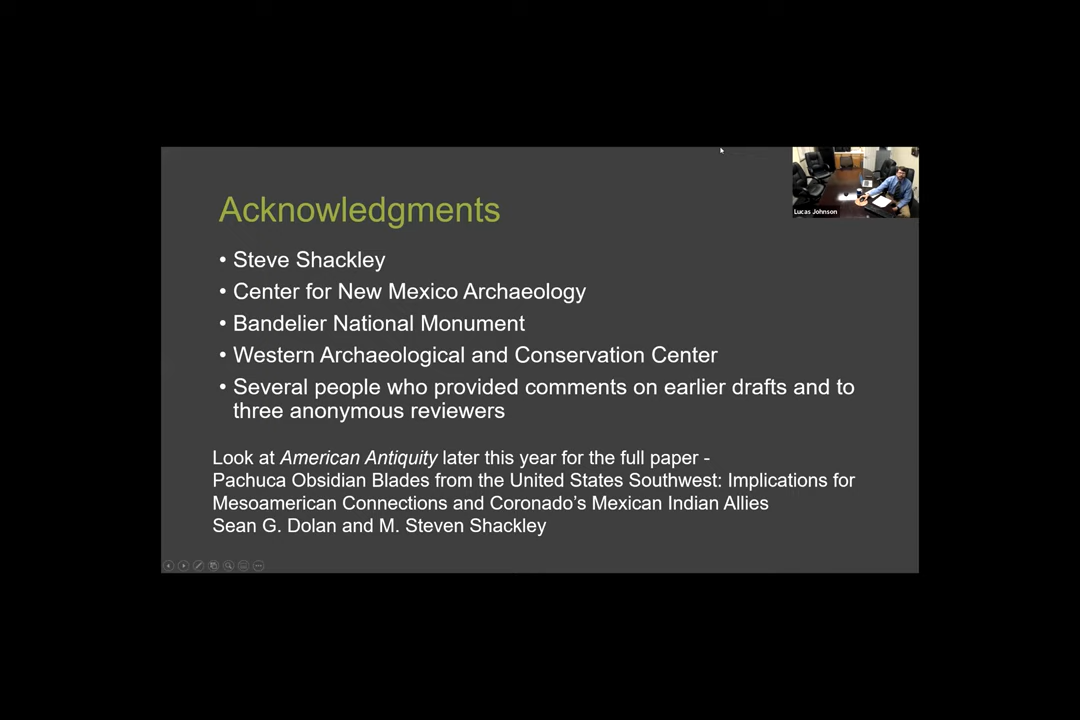 Lucas Johnson
Acknowledgments
• Steve Shackley
• Center for New Mexico Archaeology
• Bandelier National Monument
• Western Archaeological and Conservation Center
• Several people who provided comments on earlier drafts and to
three anonymous reviewers
Look at American Antiquity later this year for the full paper -
Pachuca Obsidian Blades from the United States Southwest: Implications for
Mesoamerican Connections and Coronado's Mexican Indian Allies
Sean G. Dolan and M. Steven Shackley